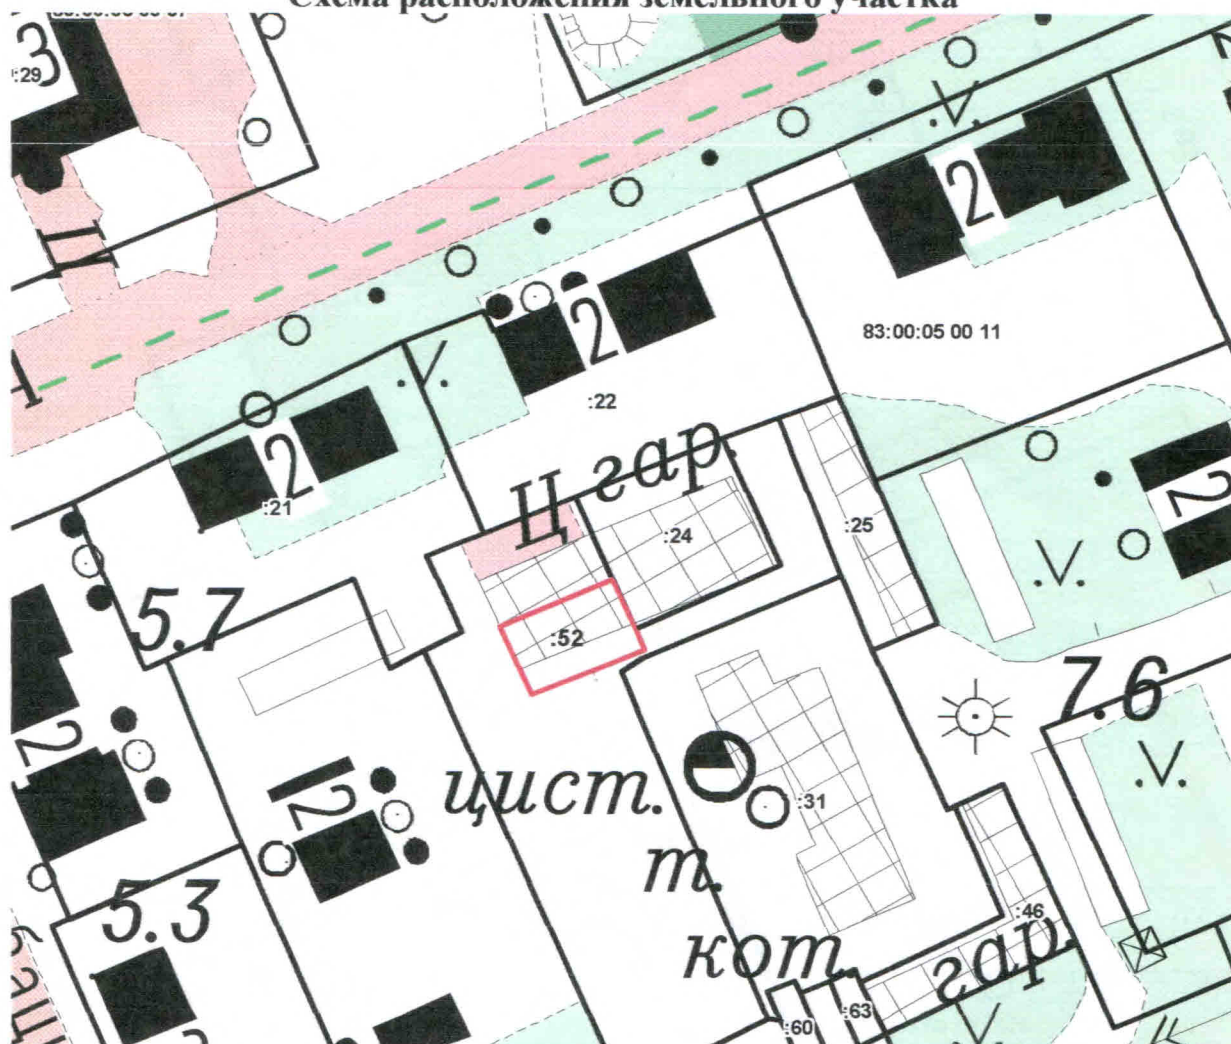 Схема расположения земельного участка
:29
3
2
2
83:00:05 00 11
:22
2
:21
Ц гар.
:24
:25
2
5.7
:52
7.6
2
12
цист.
:31
т.
5.3
кот.
:46
гар.
:60
:63